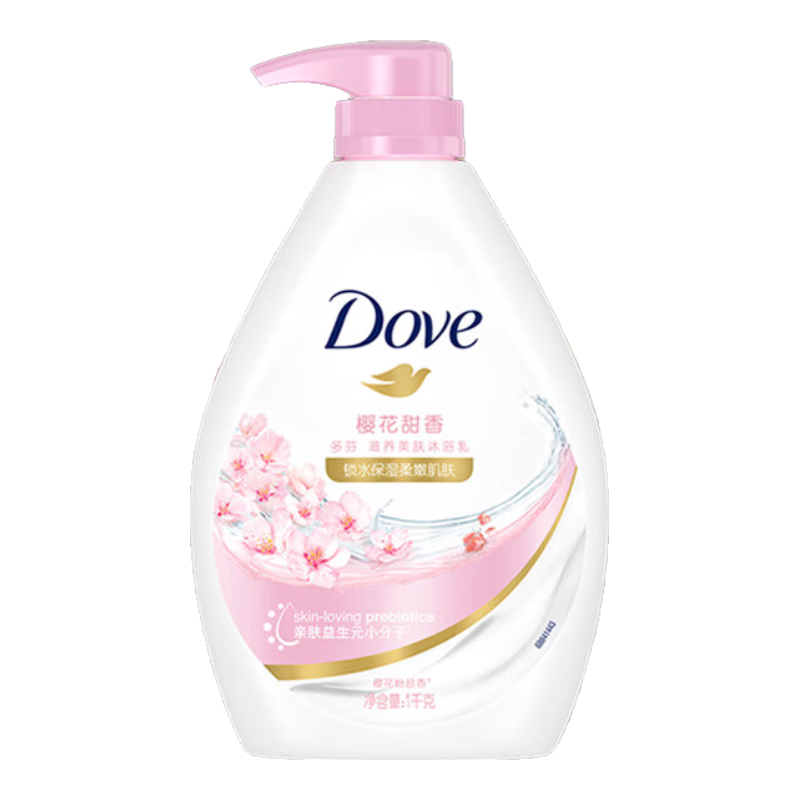 Dove
樱花甜香
多芬 滋养美肤沐浴乳
锁水保湿柔嫩肌肤
skin-loving prebiotics
亲肤益生元小分子
净含量:1千克